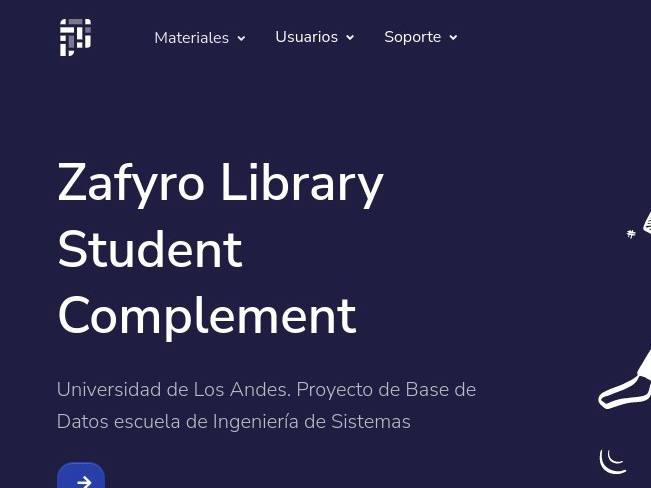 Materiales
Usuarios
Soporte
Zafyro Library
Student
Complement
Universidad de Los Andes. Proyecto de Base de
Datos escuela de Ingeniería de Sistemas